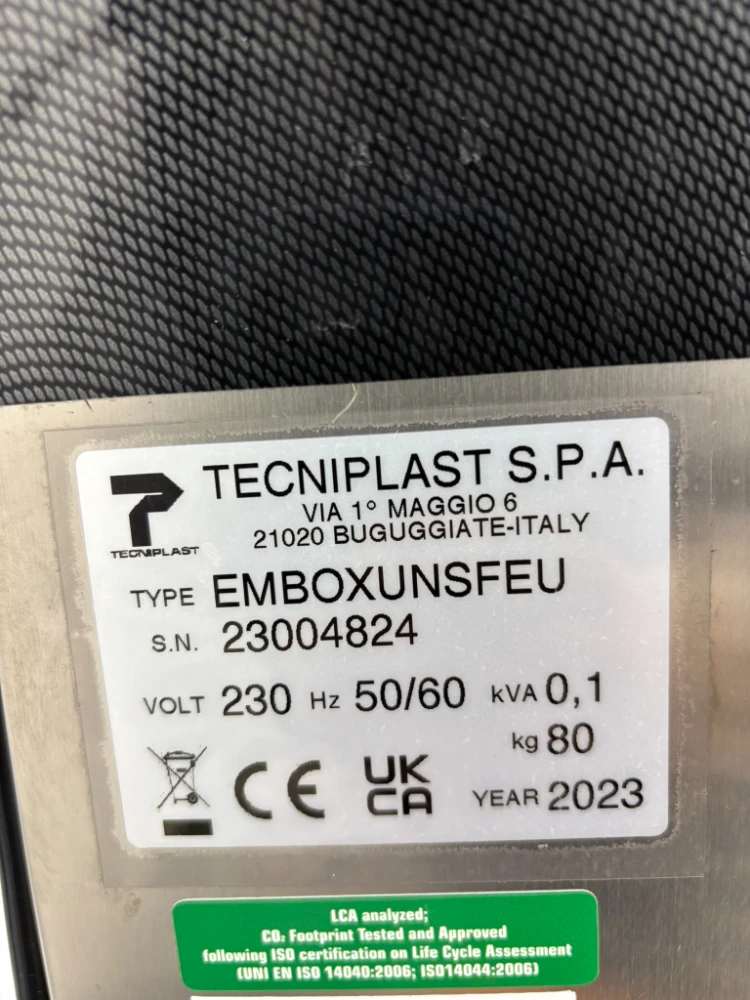 TECNIPLAST S.P.A.
VIA 1° MAGGIO 6
21020 BUGUGGIATE-ITALY
TECNIPLAST
TYPE EMBOXUNSFEU
S.N. 23004824
VOLT 230 Hz 50/60 kVA 0,1
kg 80
CE UK CA YEAR 2023
LCA analyzed;
CO₂ Footprint Tested and Approved
following ISO certification on Life Cycle Assessment
(UNI EN ISO 14040:2006; ISO14044:2006)